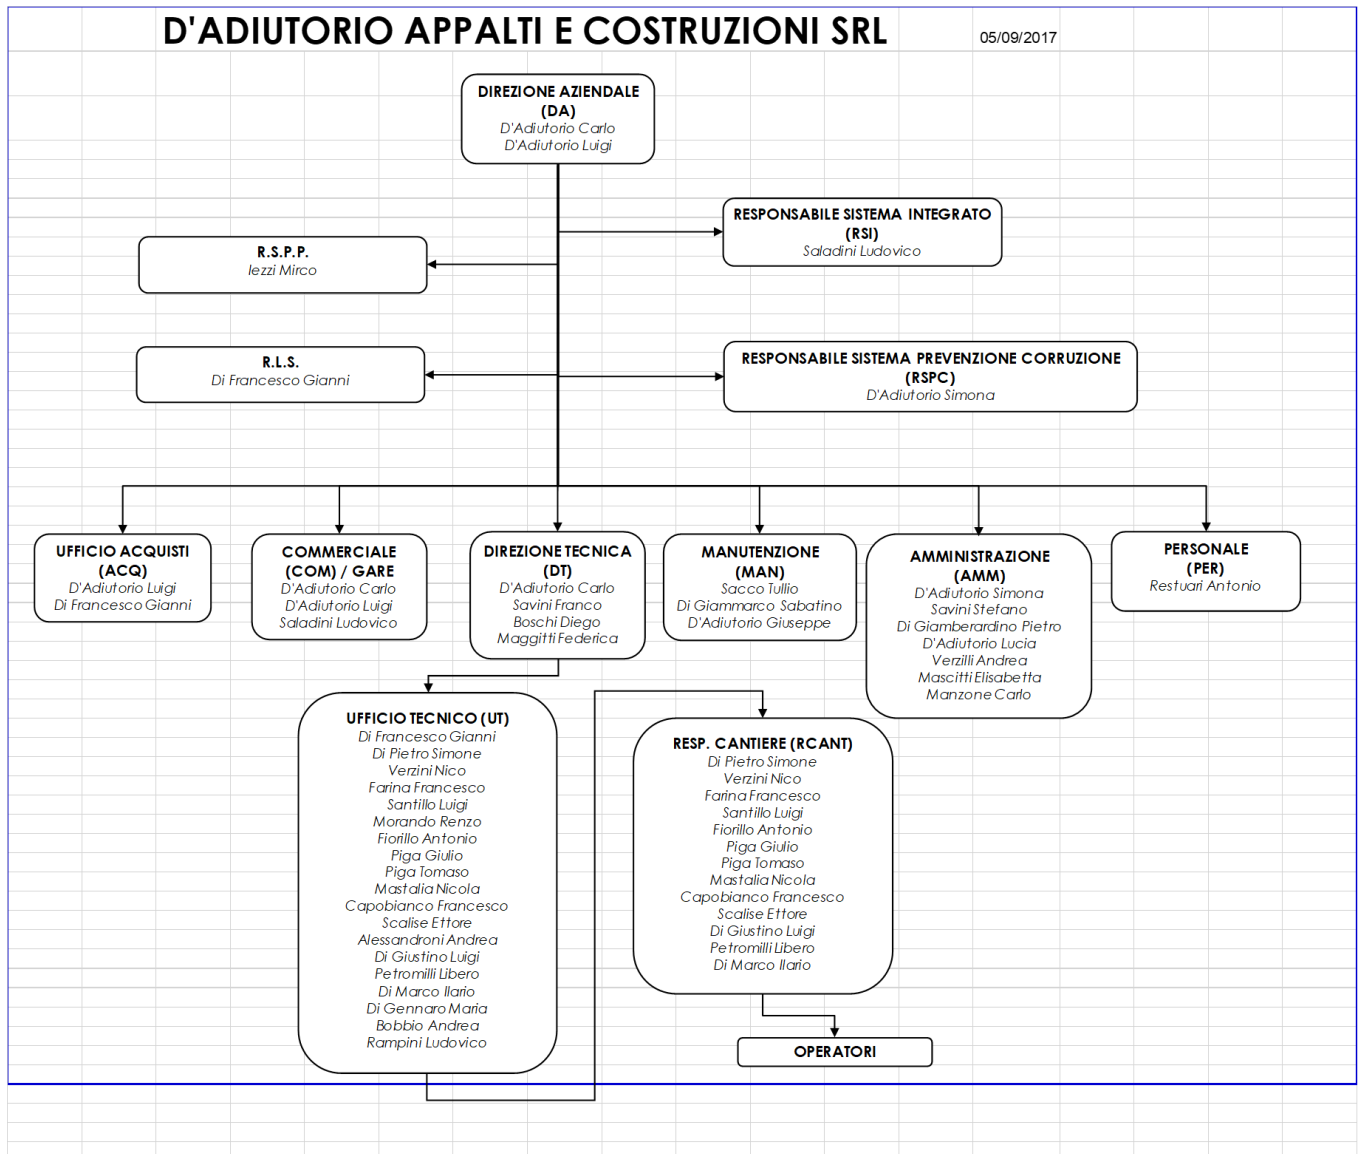 D'ADIUTORIO APPALTI E COSTRUZIONI SRL
05/09/2017
DIREZIONE AZIENDALE
(DA)
D'Adiutorio Carlo
D'Adiutorio Luigi
RESPONSABILE SISTEMA INTEGRATO
(RSI)
Saladini Ludovico
R.S.P.P.
Iezzi Mirco
RESPONSABILE SISTEMA PREVENZIONE CORRUZIONE
(RSPC)
D'Adiutorio Simona
R.L.S.
Di Francesco Gianni
UFFICIO ACQUISTI
(ACQ)
D'Adiutorio Luigi
Di Francesco Gianni
COMMERCIALE
(COM) / GARE
D'Adiutorio Carlo
D'Adiutorio Luigi
Saladini Ludovico
DIREZIONE TECNICA
(DT)
D'Adiutorio Carlo
Savini Franco
Boschi Diego
Maggitti Federica
MANUTENZIONE
(MAN)
Sacco Tullio
Di Giammarco Sabatino
D'Adiutorio Giuseppe
AMMINISTRAZIONE
(AMM)
D'Adiutorio Simona
Savini Stefano
Di Giamberardino Pietro
D'Adiutorio Lucia
Verzilli Andrea
Mascitti Elisabetta
Manzone Carlo
PERSONALE
(PER)
Restuari Antonio
UFFICIO TECNICO (UT)
Di Francesco Gianni
Di Pietro Simone
Verzini Nico
Farina Francesco
Santillo Luigi
Morando Renzo
Fiorillo Antonio
Piga Giulio
Piga Tomaso
Mastalia Nicola
Capobianco Francesco
Scalise Ettore
Alessandroni Andrea
Di Giustino Luigi
Petromilli Libero
Di Marco Ilario
Di Gennaro Maria
Bobbio Andrea
Rampini Ludovico
RESP. CANTIERE (RCANT)
Di Pietro Simone
Verzini Nico
Farina Francesco
Santillo Luigi
Fiorillo Antonio
Piga Giulio
Piga Tomaso
Mastalia Nicola
Capobianco Francesco
Scalise Ettore
Di Giustino Luigi
Petromilli Libero
Di Marco Ilario
OPERATORI